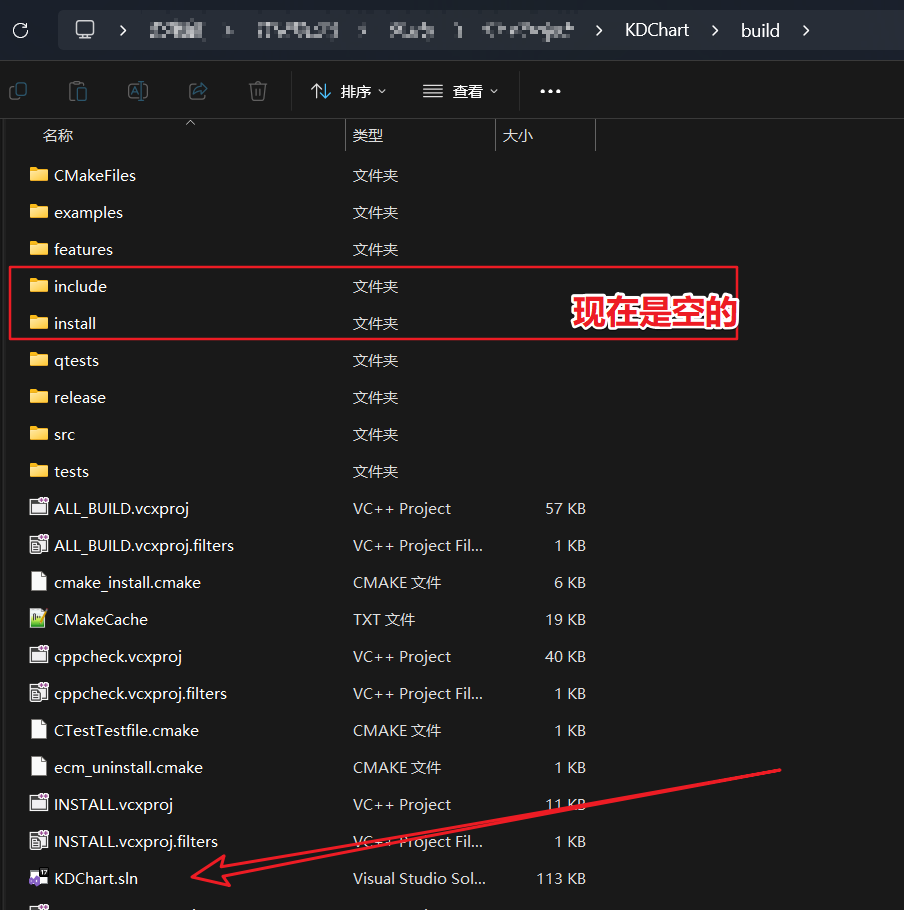 KDChart
build
排序
查看
名称 类型 大小
CMakeFiles 文件夹
examples 文件夹
features 文件夹
include 文件夹
install 文件夹
现在是空的
qtests 文件夹
release 文件夹
src 文件夹
tests 文件夹
ALL_BUILD.vcxproj VC++ Project 57 KB
ALL_BUILD.vcxproj.filters VC++ Project Fil... 1 KB
cmake_install.cmake CMAKE 文件 6 KB
CMakeCache TXT 文件 19 KB
cppcheck.vcxproj VC++ Project 40 KB
cppcheck.vcxproj.filters VC++ Project Fil... 1 KB
CTestTestfile.cmake CMAKE 文件 1 KB
ecm_uninstall.cmake CMAKE 文件 1 KB
INSTALL.vcxproj VC++ Project 11 KB
INSTALL.vcxproj.filters VC++ Project Fil... 1 KB
KDChart.sln Visual Studio Sol... 113 KB